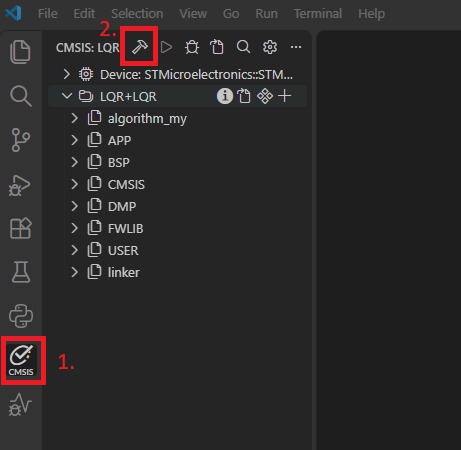 File Edit Selection View Go Run Terminal Help
2.
CMSIS: LQR
Device: STMicroelectronics::STM...
LQR+LQR
algorithm_my
APP
BSP
CMSIS
DMP
FWLIB
USER
linker
CMSIS
1.